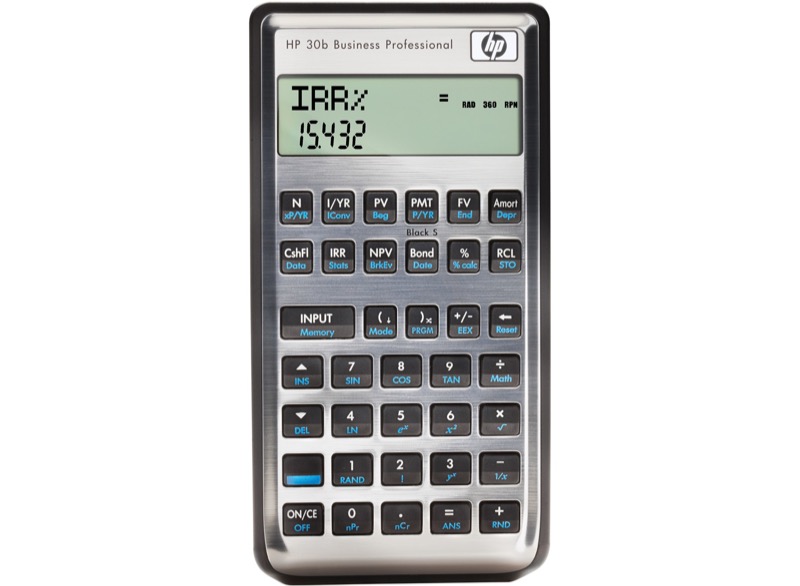 HP 30b Business Professional
hp
IRR% = RAD 360 RPN
15.432
N I/YR PV PMT FV Amort
xP/YR IConv Beg P/YR End Depr
Black S
CshFl IRR NPV Bond % RCL
Data Stats BrkEv Date % calc STO
INPUT (↓ )× +/- ←
Memory Mode PRGM EEX Reset
▲ 7 8 9 ÷
INS SIN COS TAN Math
▼ 4 5 6 ×
DEL LN eˣ x² √
1 2 3 −
RAND ! yˣ 1/x
ON/CE 0 . = +
OFF nPr nCr ANS RND